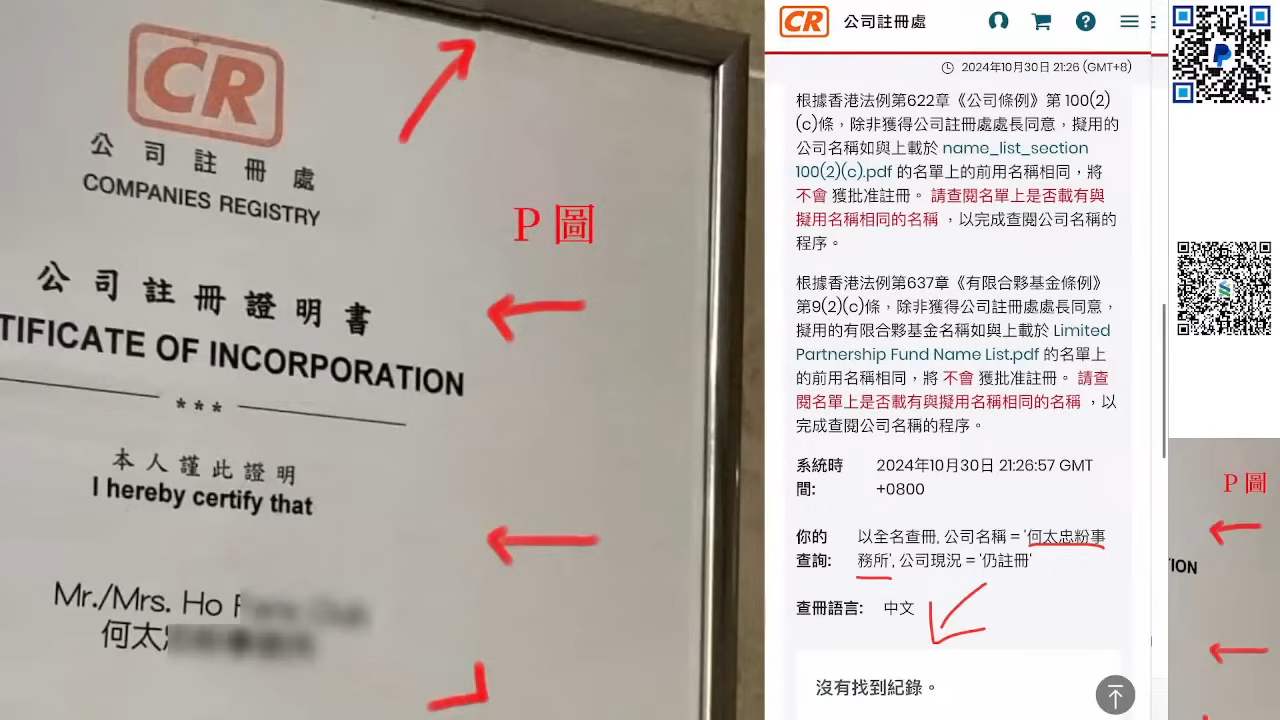 CR
公司註冊處
COMPANIES REGISTRY
公司註冊證明書
TIFICATE OF INCORPORATION
***
本人謹此證明
I hereby certify that
Mr./Mrs. Ho
何太
P 圖
CR 公司註冊處
2024年10月30日 21:26 (GMT+8)
根據香港法例第622章《公司條例》第 100(2)
(c)條，除非獲得公司註冊處處長同意，擬用的
公司名稱如與上載於 name_list_section
100(2)(c).pdf 的名單上的前用名稱相同，將
不會 獲批准註冊。 請查閱名單上是否載有與
擬用名稱相同的名稱 ，以完成查閱公司名稱的
程序。
根據香港法例第637章《有限合夥基金條例》
第9(2)(c)條，除非獲得公司註冊處處長同意，
擬用的有限合夥基金名稱如與上載於 Limited
Partnership Fund Name List.pdf 的名單上
的前用名稱相同，將 不會 獲批准註冊。 請查
閱名單上是否載有與擬用名稱相同的名稱 ，以
完成查閱公司名稱的程序。
系統時 2024年10月30日 21:26:57 GMT
間: +0800
你的 以全名查冊, 公司名稱 = '何太忠粉事
查詢: 務所', 公司現況 = '仍註冊'
查冊語言: 中文
沒有找到紀錄。
P 圖
ION